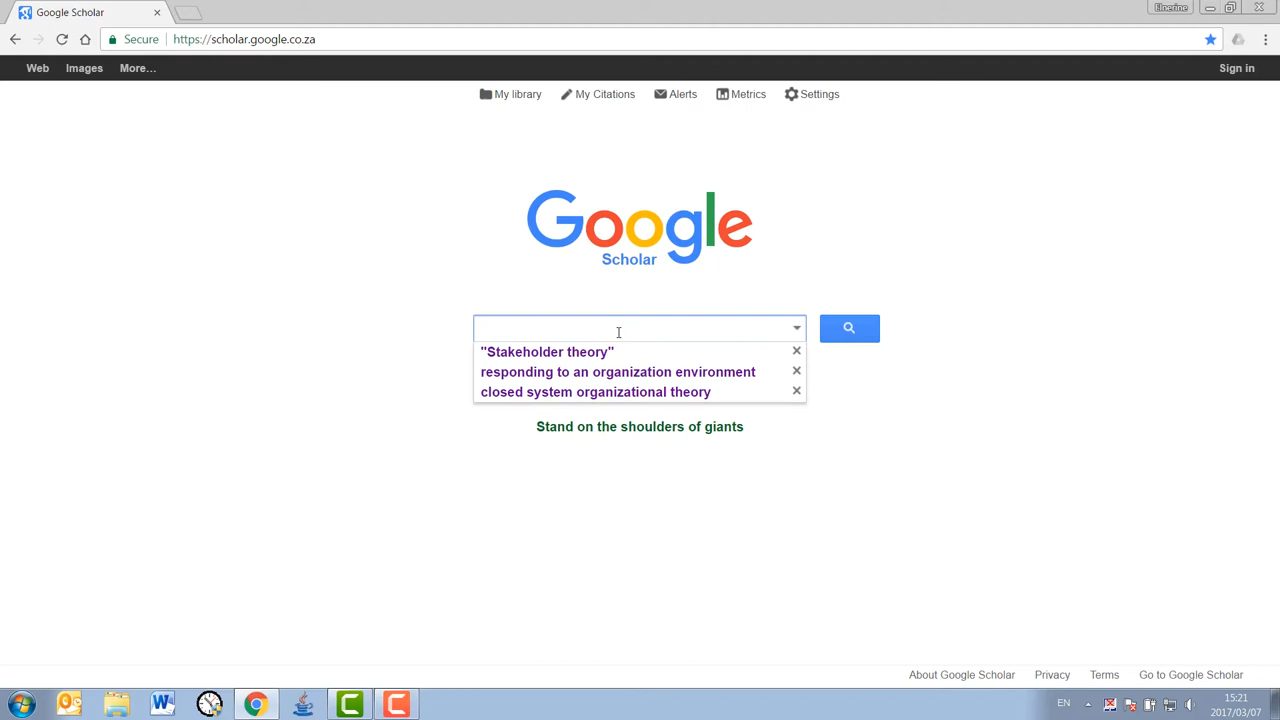 Google Scholar
Elnerine
Secure https://scholar.google.co.za
Web Images More… Sign in
My library My Citations Alerts Metrics Settings
Google
Scholar
"Stakeholder theory"
responding to an organization environment
closed system organizational theory
Stand on the shoulders of giants
About Google Scholar Privacy Terms Go to Google Scholar
EN 15:21
2017/03/07